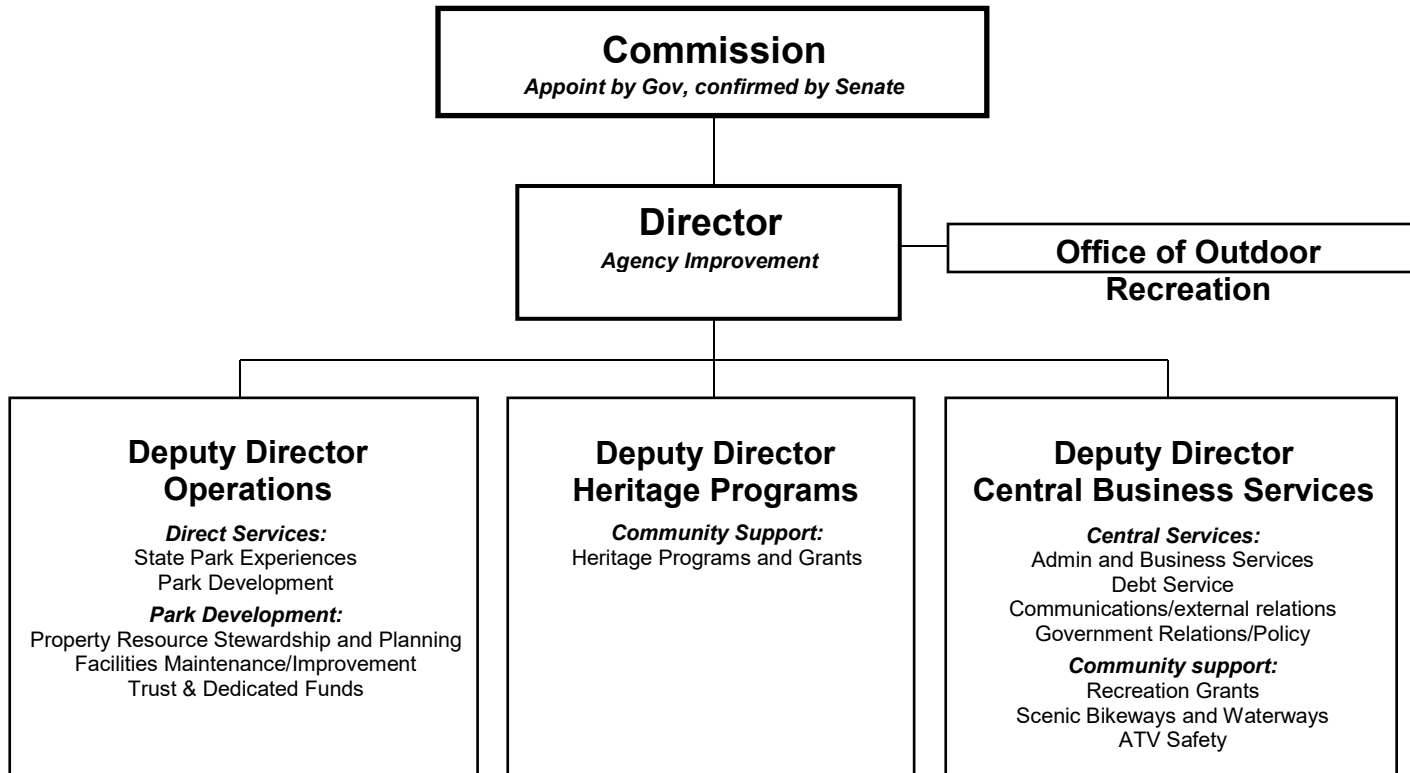 Commission
Appoint by Gov, confirmed by Senate
Director
Agency Improvement
Office of Outdoor
Recreation
Deputy Director
Operations
Direct Services:
State Park Experiences
Park Development
Park Development:
Property Resource Stewardship and Planning
Facilities Maintenance/Improvement
Trust & Dedicated Funds
Deputy Director
Heritage Programs
Community Support:
Heritage Programs and Grants
Deputy Director
Central Business Services
Central Services:
Admin and Business Services
Debt Service
Communications/external relations
Government Relations/Policy
Community support:
Recreation Grants
Scenic Bikeways and Waterways
ATV Safety